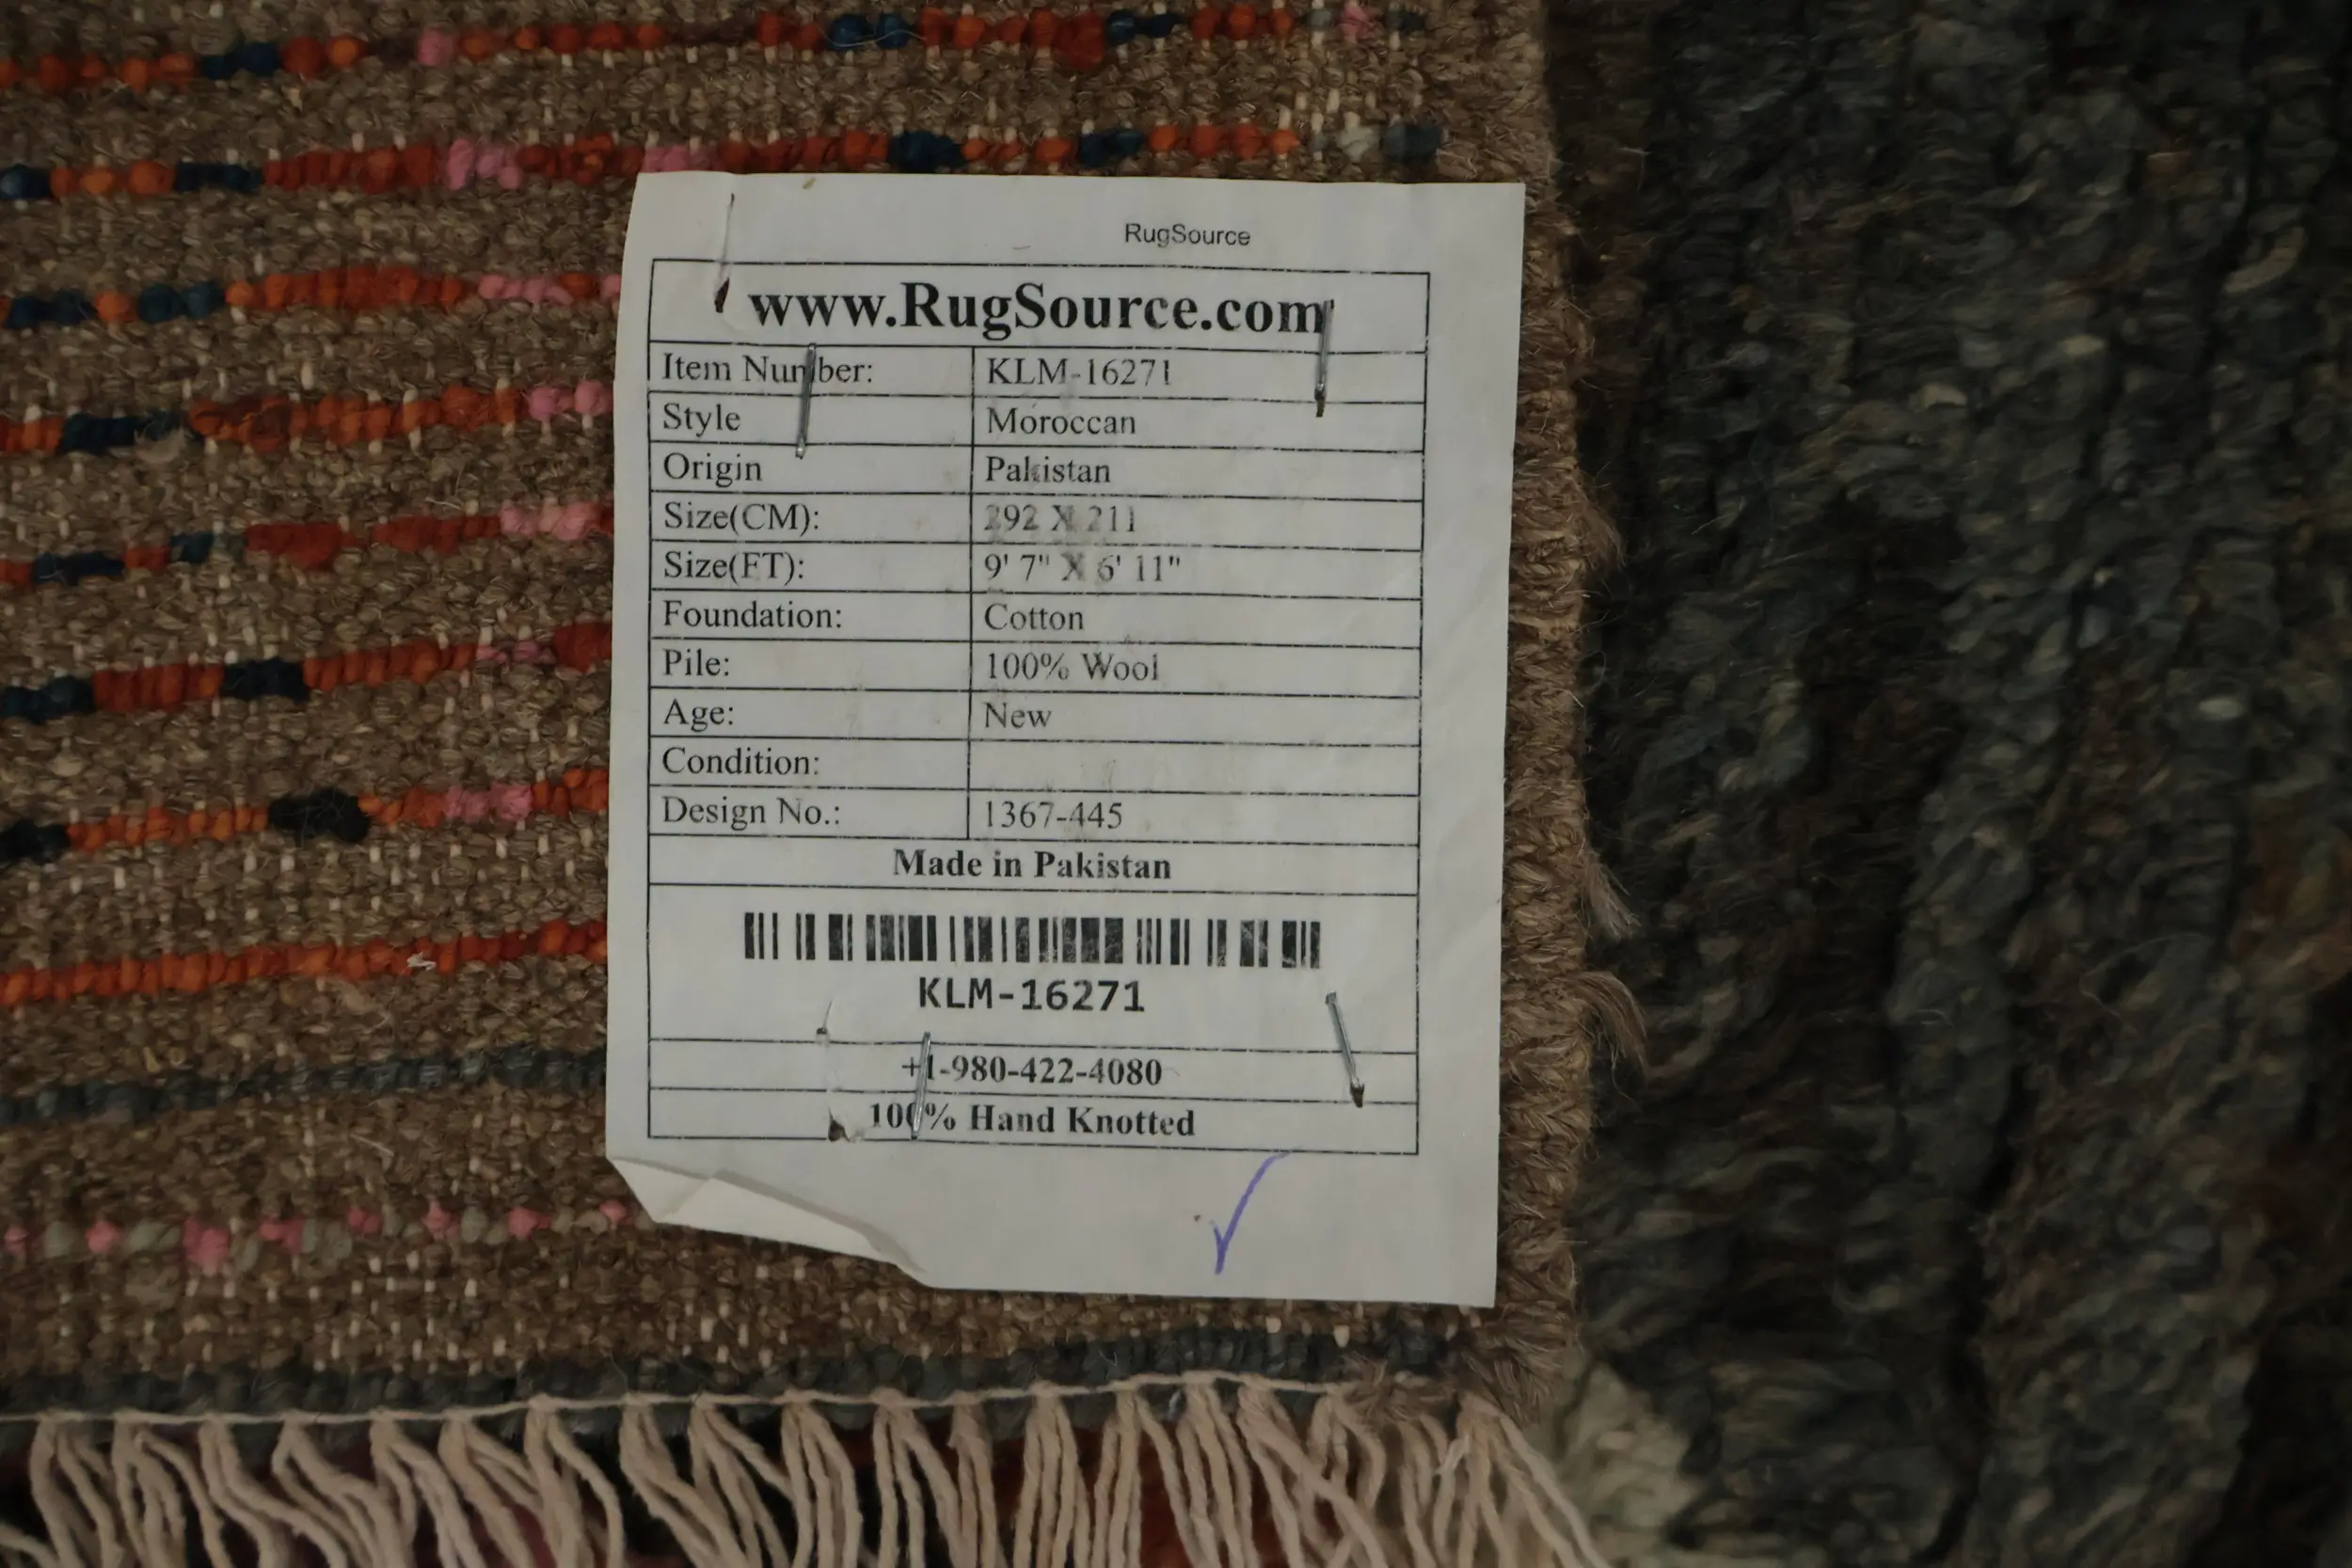 RugSource
www.RugSource.com
Item Number: KLM-16271
Style Moroccan
Origin Pakistan
Size(CM): 292 X 211
Size(FT): 9' 7" X 6' 11"
Foundation: Cotton
Pile: 100% Wool
Age: New
Condition:
Design No.: 1367-445
Made in Pakistan
KLM-16271
+1-980-422-4080
100% Hand Knotted